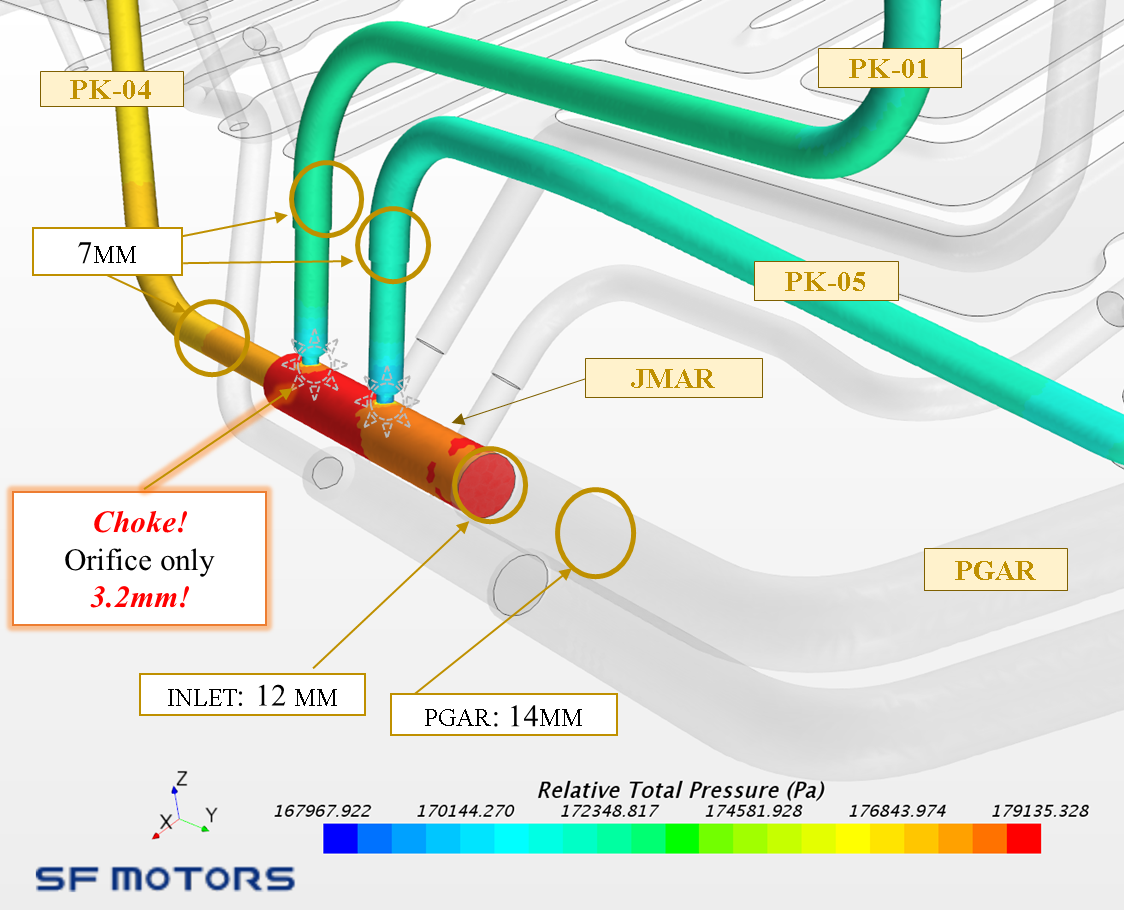 PK-01
PK-04
7MM
PK-05
JMAR
Choke!
Orifice only
3.2mm!
PGAR
INLET: 12 MM
PGAR: 14MM
Z
X
Y
Relative Total Pressure (Pa)
167967.922 170144.270 172348.817 174581.928 176843.974 179135.328
SF MOTORS